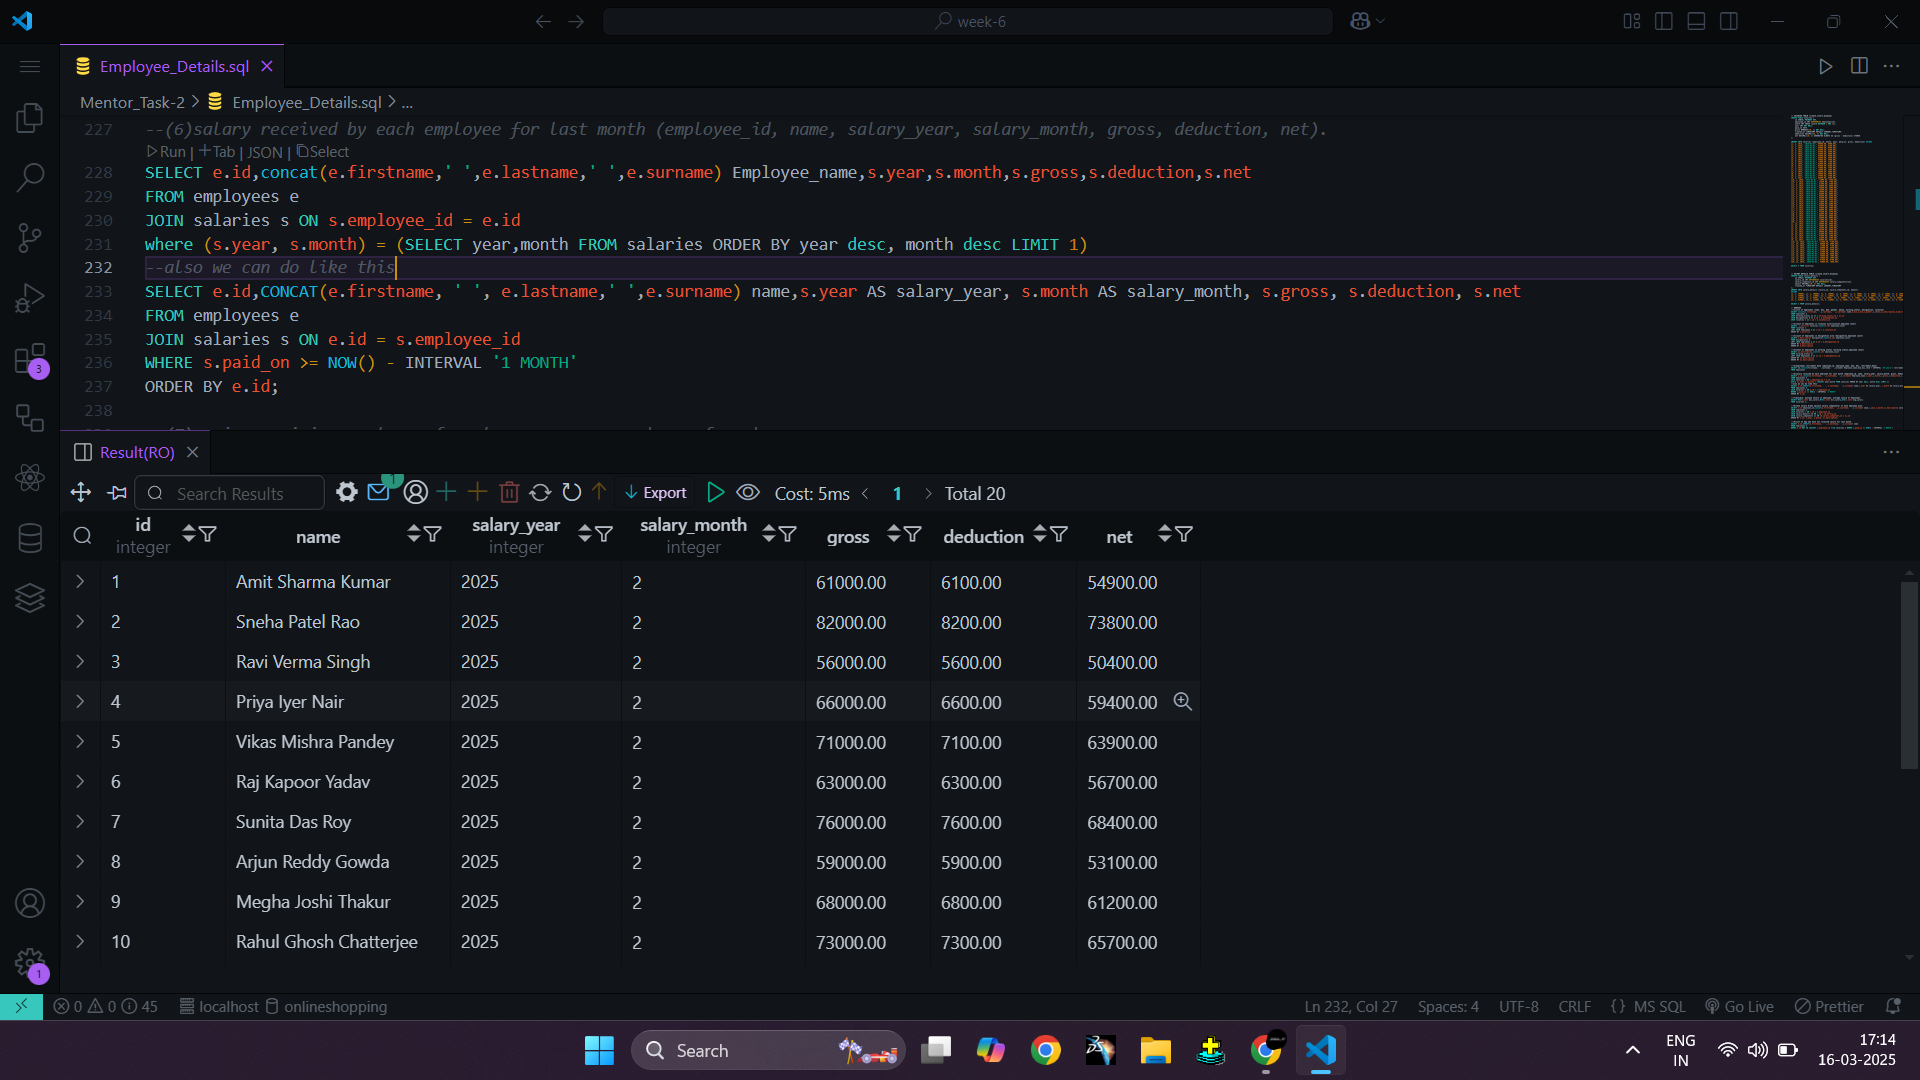 week-6
Employee_Details.sql
Mentor_Task-2 > Employee_Details.sql > ...
227 --(6)salary received by each employee for last month (employee_id, name, salary_year, salary_month, gross, deduction, net).
Run | Tab | JSON | Select
228 SELECT e.id,concat(e.firstname,' ',e.lastname,' ',e.surname) Employee_name,s.year,s.month,s.gross,s.deduction,s.net
229 FROM employees e
230 JOIN salaries s ON s.employee_id = e.id
231 where (s.year, s.month) = (SELECT year,month FROM salaries ORDER BY year desc, month desc LIMIT 1)
232 --also we can do like this
233 SELECT e.id,CONCAT(e.firstname, ' ', e.lastname,' ',e.surname) name,s.year AS salary_year, s.month AS salary_month, s.gross, s.deduction, s.net
234 FROM employees e
235 JOIN salaries s ON e.id = s.employee_id
236 WHERE s.paid_on >= NOW() - INTERVAL '1 MONTH'
237 ORDER BY e.id;
238
Result(RO)
Search Results 1 Export Cost: 5ms < 1 > Total 20
id integer name salary_year integer salary_month integer gross deduction net
1 Amit Sharma Kumar 2025 2 61000.00 6100.00 54900.00
2 Sneha Patel Rao 2025 2 82000.00 8200.00 73800.00
3 Ravi Verma Singh 2025 2 56000.00 5600.00 50400.00
4 Priya Iyer Nair 2025 2 66000.00 6600.00 59400.00
5 Vikas Mishra Pandey 2025 2 71000.00 7100.00 63900.00
6 Raj Kapoor Yadav 2025 2 63000.00 6300.00 56700.00
7 Sunita Das Roy 2025 2 76000.00 7600.00 68400.00
8 Arjun Reddy Gowda 2025 2 59000.00 5900.00 53100.00
9 Megha Joshi Thakur 2025 2 68000.00 6800.00 61200.00
10 Rahul Ghosh Chatterjee 2025 2 73000.00 7300.00 65700.00
3
1
0 0 45 localhost onlineshopping Ln 232, Col 27 Spaces: 4 UTF-8 CRLF {} MS SQL Go Live Prettier
Search
ENG
IN
17:14
16-03-2025